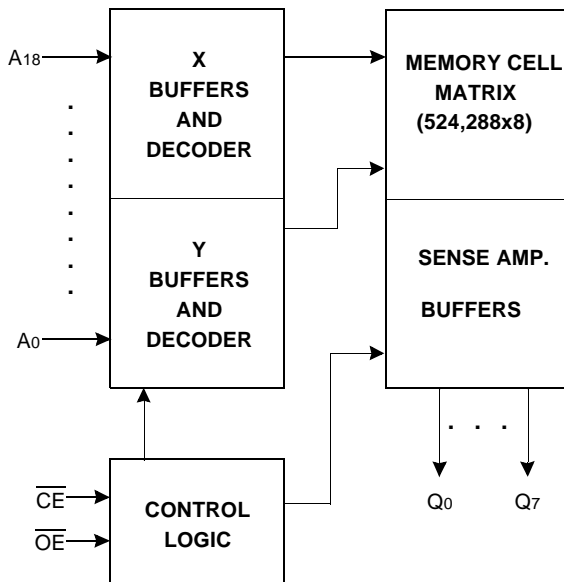 A18
X
BUFFERS
AND
DECODER
MEMORY CELL
MATRIX
(524,288x8)
Y
BUFFERS
AND
DECODER
SENSE AMP.
BUFFERS
A0
CE
OE
CONTROL
LOGIC
Q0
Q7